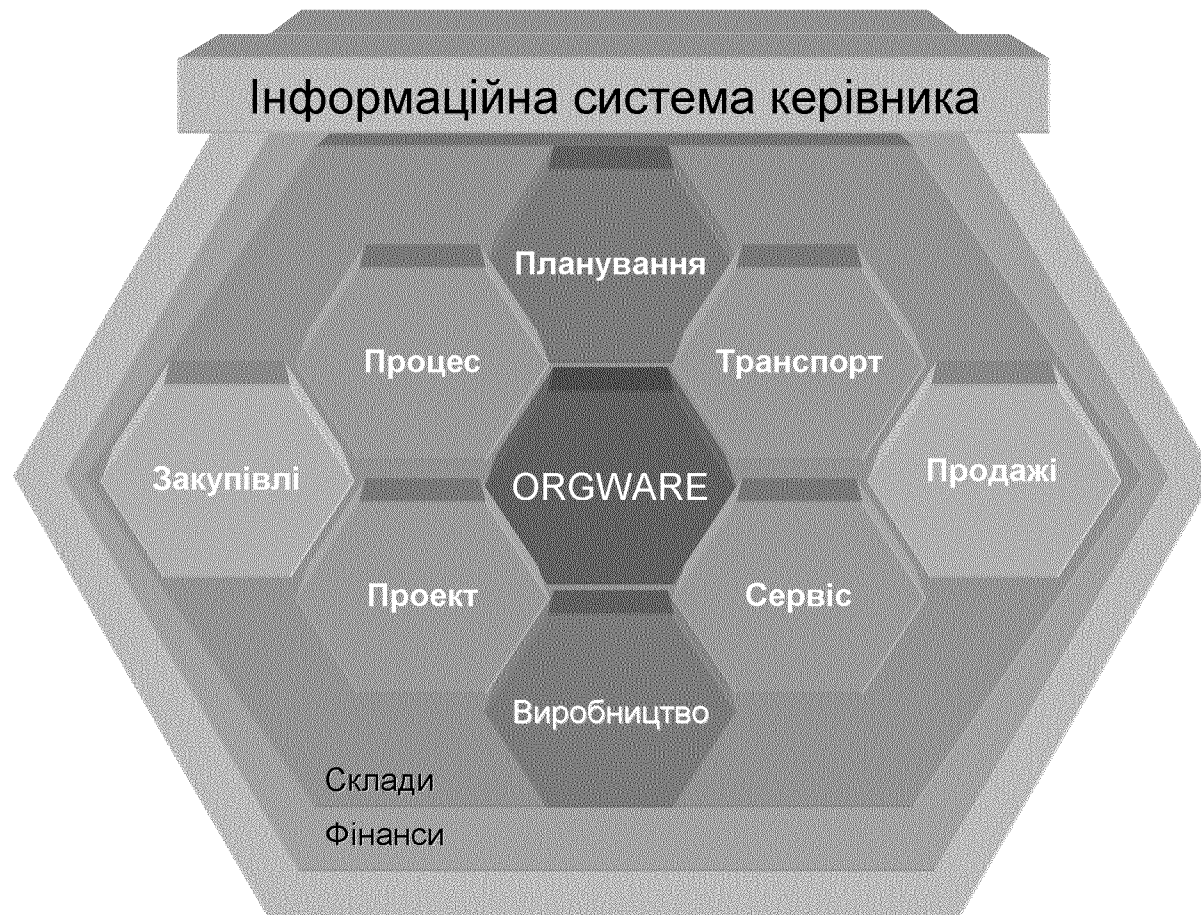 Інформаційна система керівника
Планування
Процес
Транспорт
Закупівлі
ORGWARE
Продажі
Проект
Сервіс
Виробництво
Склади
Фінанси